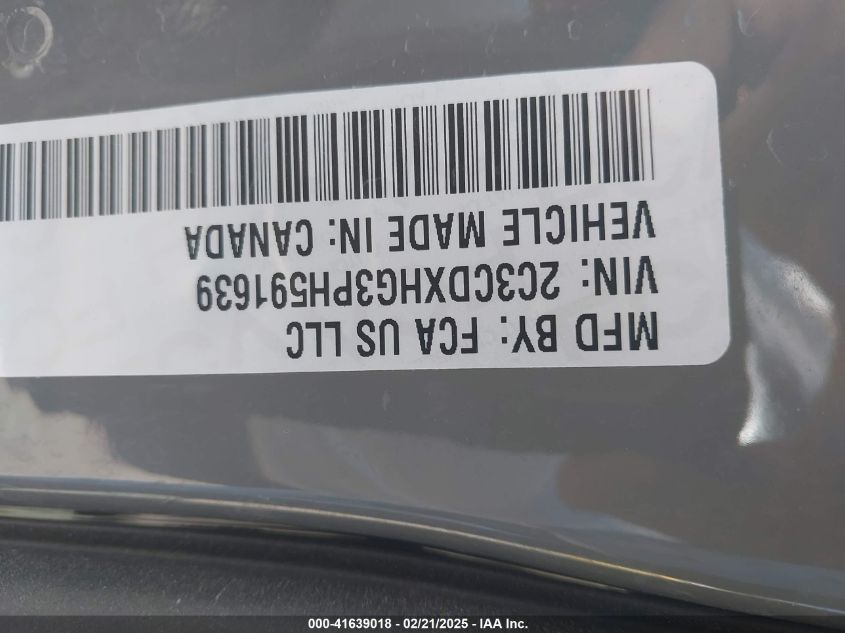 MFD BY: FCA US LLC
VIN: 2C3CDXHG3PH591639
VEHICLE MADE IN: CANADA
000-41639018 - 02/21/2025 - IAA Inc.